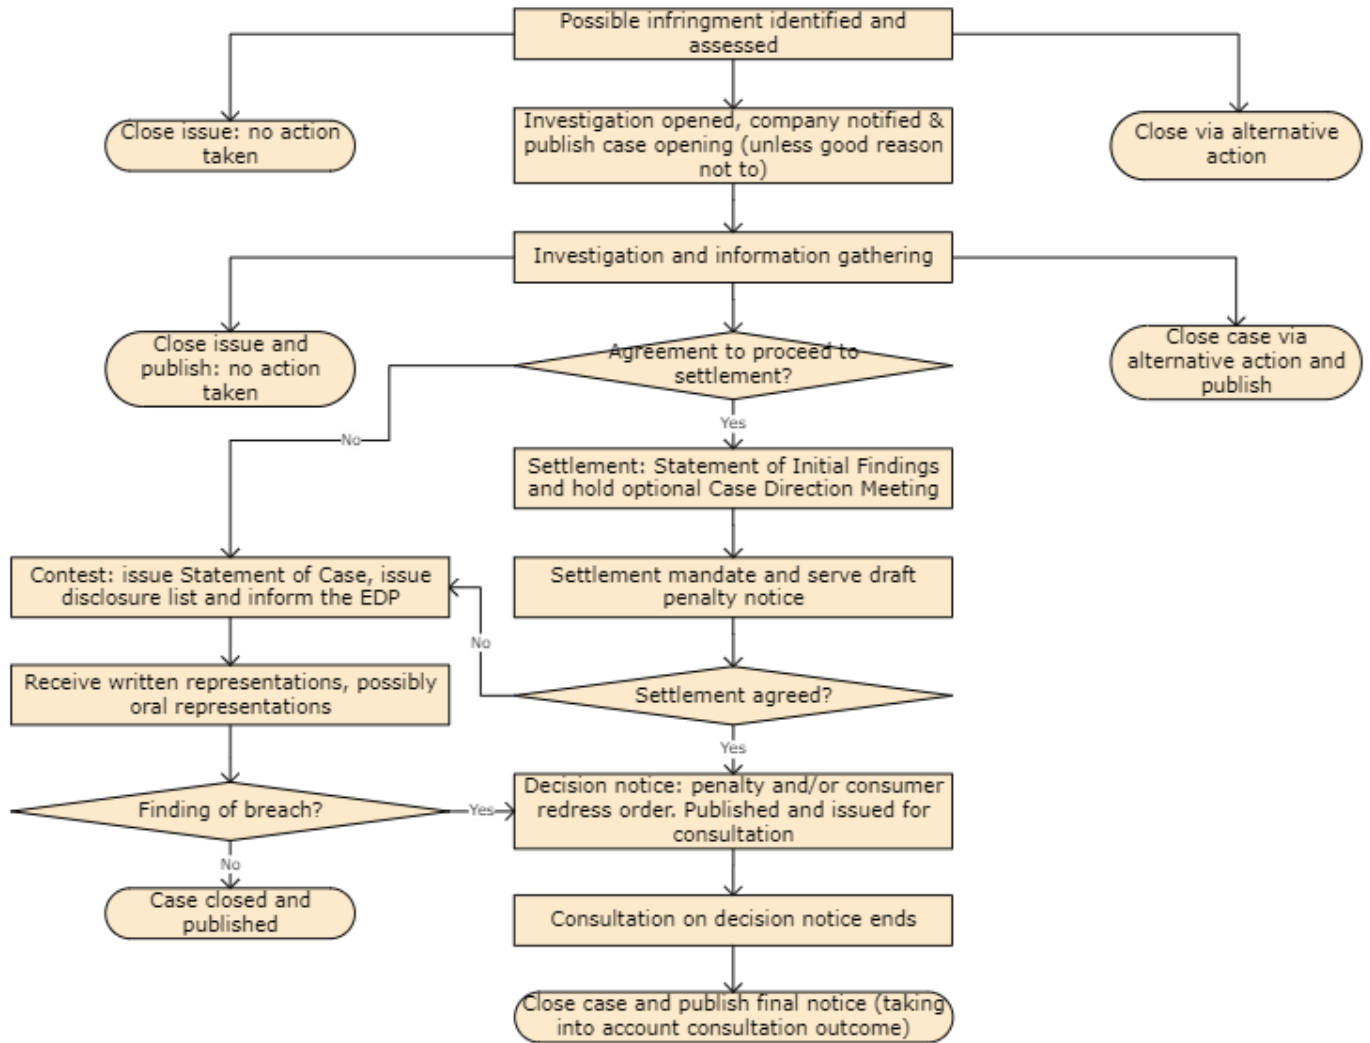 Possible infringment identified and
assessed
Close issue: no action
taken
Investigation opened, company notified &
publish case opening (unless good reason
not to)
Close via alternative
action
Investigation and information gathering
Close issue and
publish: no action
taken
Agreement to proceed to
settlement?
Close case via
alternative action and
publish
No
Yes
Settlement: Statement of Initial Findings
and hold optional Case Direction Meeting
Contest: issue Statement of Case, issue
disclosure list and inform the EDP
Settlement mandate and serve draft
penalty notice
No
Receive written representations, possibly
oral representations
Settlement agreed?
Yes
Finding of breach?
Yes
Decision notice: penalty and/or consumer
redress order. Published and issued for
consultation
No
Case closed and
published
Consultation on decision notice ends
Close case and publish final notice (taking
into account consultation outcome)